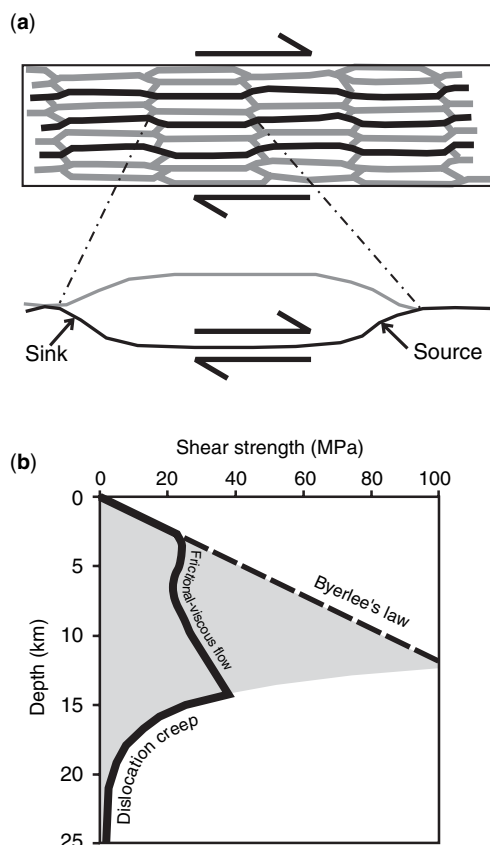 (a)
Sink
Source
(b)
Shear strength (MPa)
0 20 40 60 80 100
0
5
10
15
20
25
Depth (km)
Byerlee's law
Frictional-viscous flow
Dislocation creep